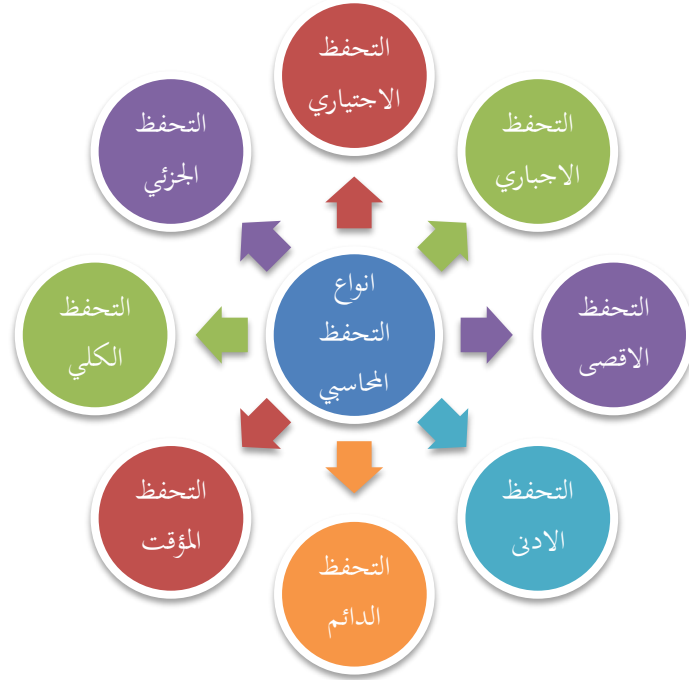 انواع
التحفظ
المحاسبي
التحفظ
الاجتياري
التحفظ
الاجباري
التحفظ
الاقصى
التحفظ
الادنى
التحفظ
الدائم
التحفظ
المؤقت
التحفظ
الكلي
التحفظ
الجزئي